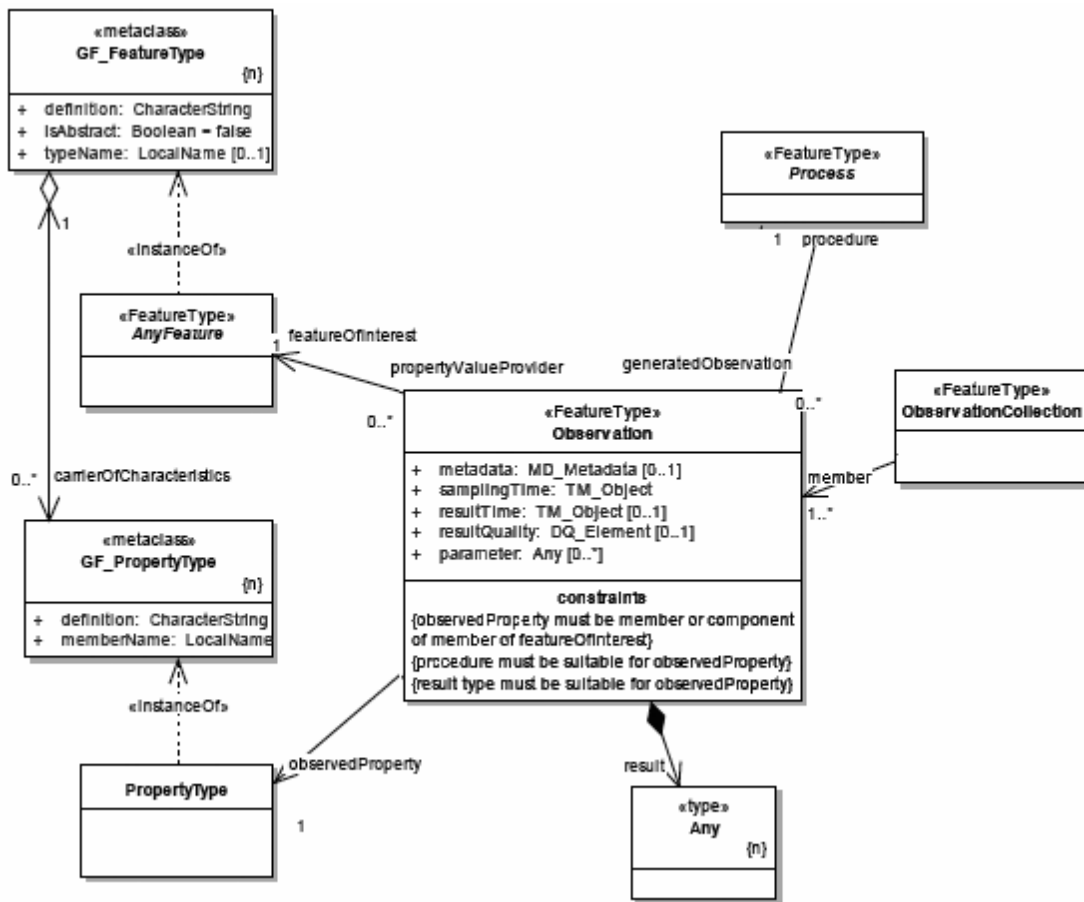 «metaclass»
GF_FeatureType
{n}
+ definition: CharacterString
+ isAbstract: Boolean = false
+ typeName: LocalName [0..1]
1
«instanceOf»
«FeatureType»
AnyFeature
1
featureOfInterest
propertyValueProvider
0..*
«FeatureType»
Process
1
procedure
generatedObservation
0..*
«FeatureType»
ObservationCollection
member
1..*
«FeatureType»
Observation
+ metadata: MD_Metadata [0..1]
+ samplingTime: TM_Object
+ resultTime: TM_Object [0..1]
+ resultQuality: DQ_Element [0..1]
+ parameter: Any [0..*]
constraints
{observedProperty must be member or component
of member of featureOfInterest}
{procedure must be suitable for observedProperty}
{result type must be suitable for observedProperty}
0..*
carrierOfCharacteristics
«metaclass»
GF_PropertyType
{n}
+ definition: CharacterString
+ memberName: LocalName
«instanceOf»
PropertyType
observedProperty
1
result
«type»
Any
{n}